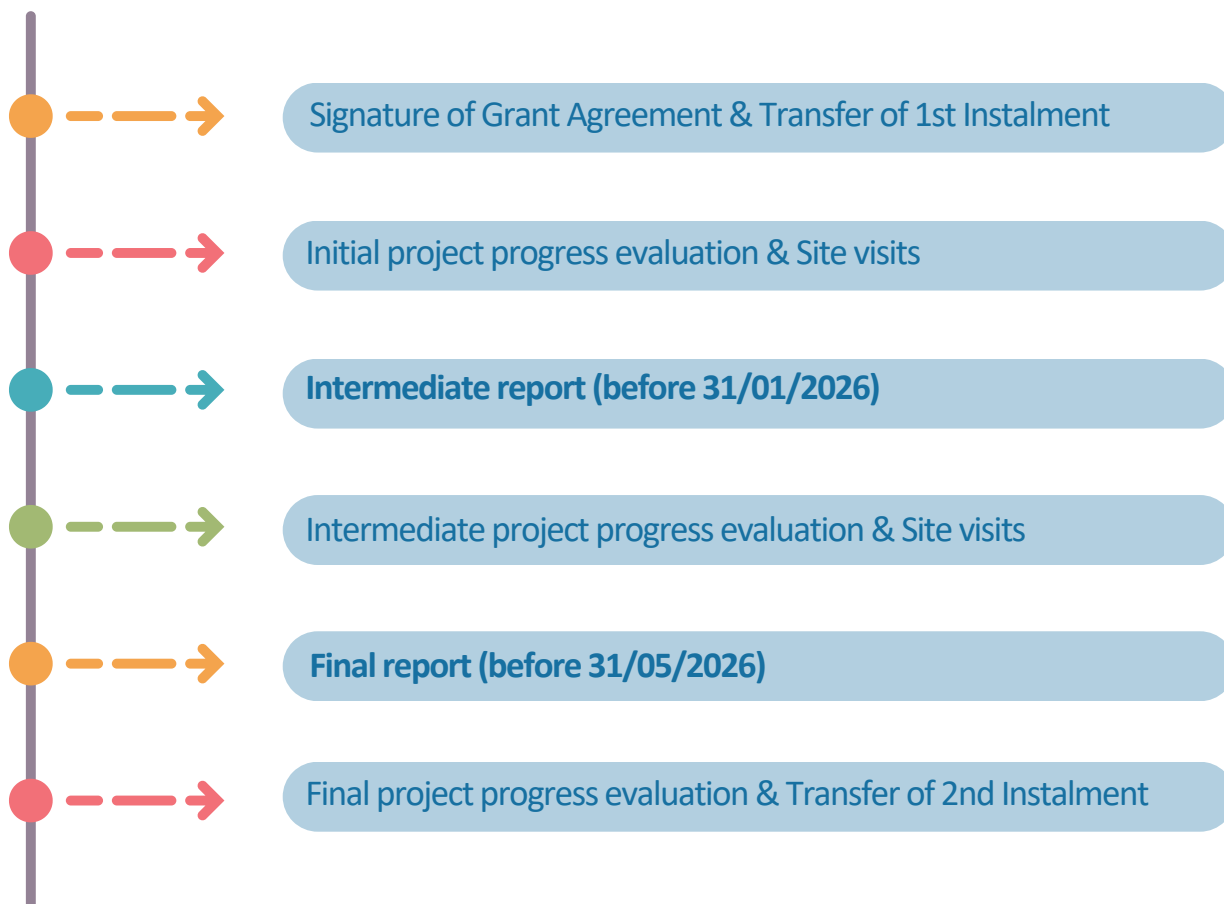 Signature of Grant Agreement & Transfer of 1st Instalment
Initial project progress evaluation & Site visits
Intermediate report (before 31/01/2026)
Intermediate project progress evaluation & Site visits
Final report (before 31/05/2026)
Final project progress evaluation & Transfer of 2nd Instalment